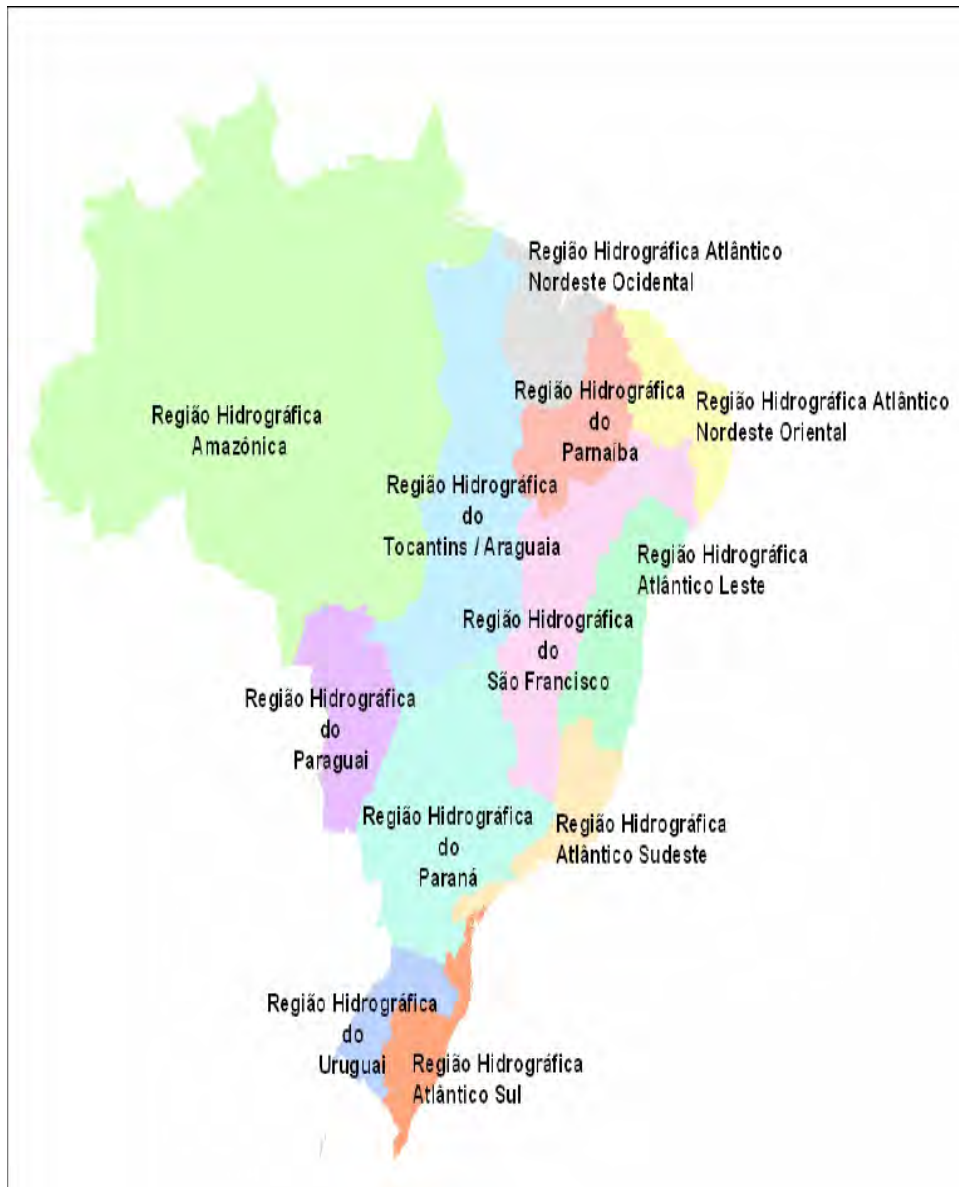 Região Hidrográfica Atlântico
Nordeste Ocidental
Região Hidrográfica
do
Parnaíba
Região Hidrográfica Atlântico
Nordeste Oriental
Região Hidrográfica
Amazónica
Região Hidrográfica
do
Tocantins / Araguaia
Região Hidrográfica
Atlântico Leste
Região Hidrográfica
do
São Francisco
Região Hidrográfica
do
Paraguai
Região Hidrográfica
do
Paraná
Região Hidrográfica
Atlântico Sudeste
Região Hidrográfica
do
Uruguai
Região Hidrográfica
Atlântico Sul